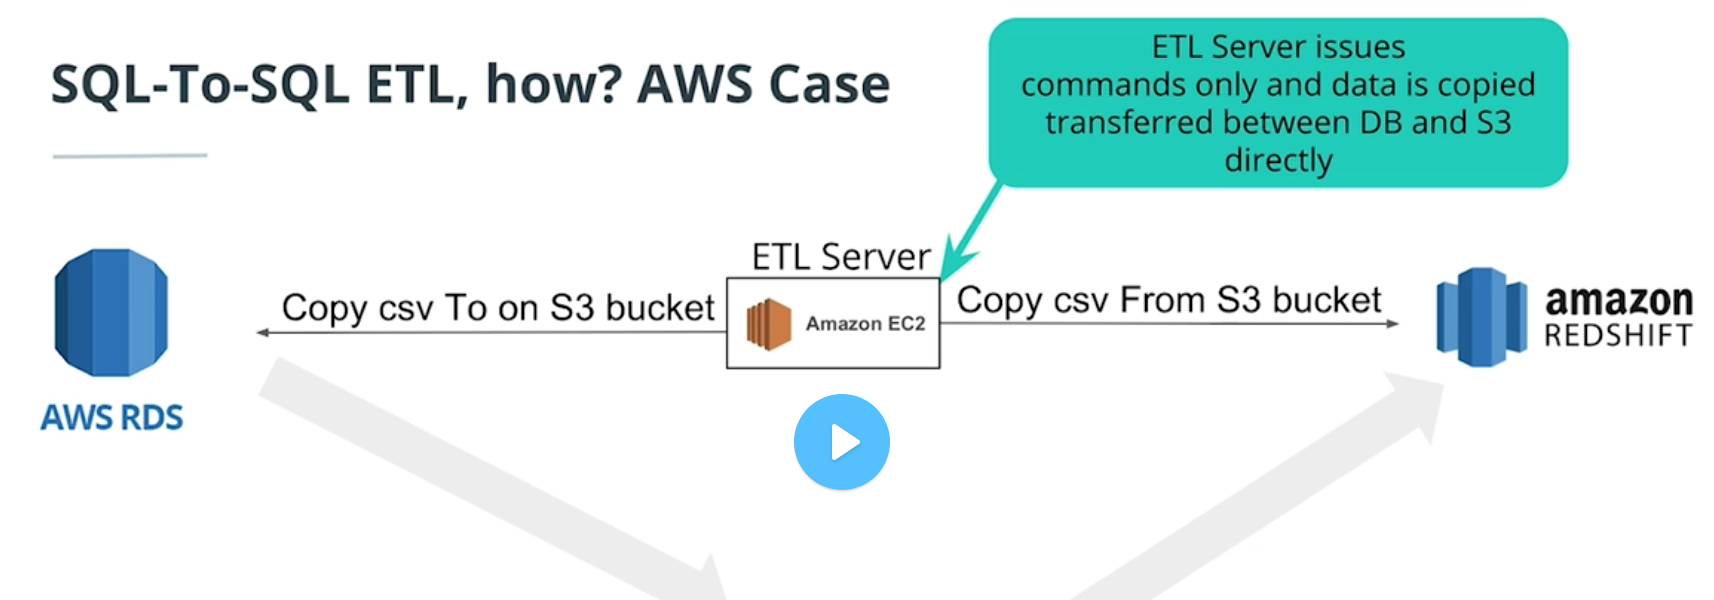 SQL-To-SQL ETL, how? AWS Case
ETL Server issues
commands only and data is copied
transferred between DB and S3
directly
ETL Server
Copy csv To on S3 bucket
Amazon EC2
Copy csv From S3 bucket
amazon
REDSHIFT
AWS RDS